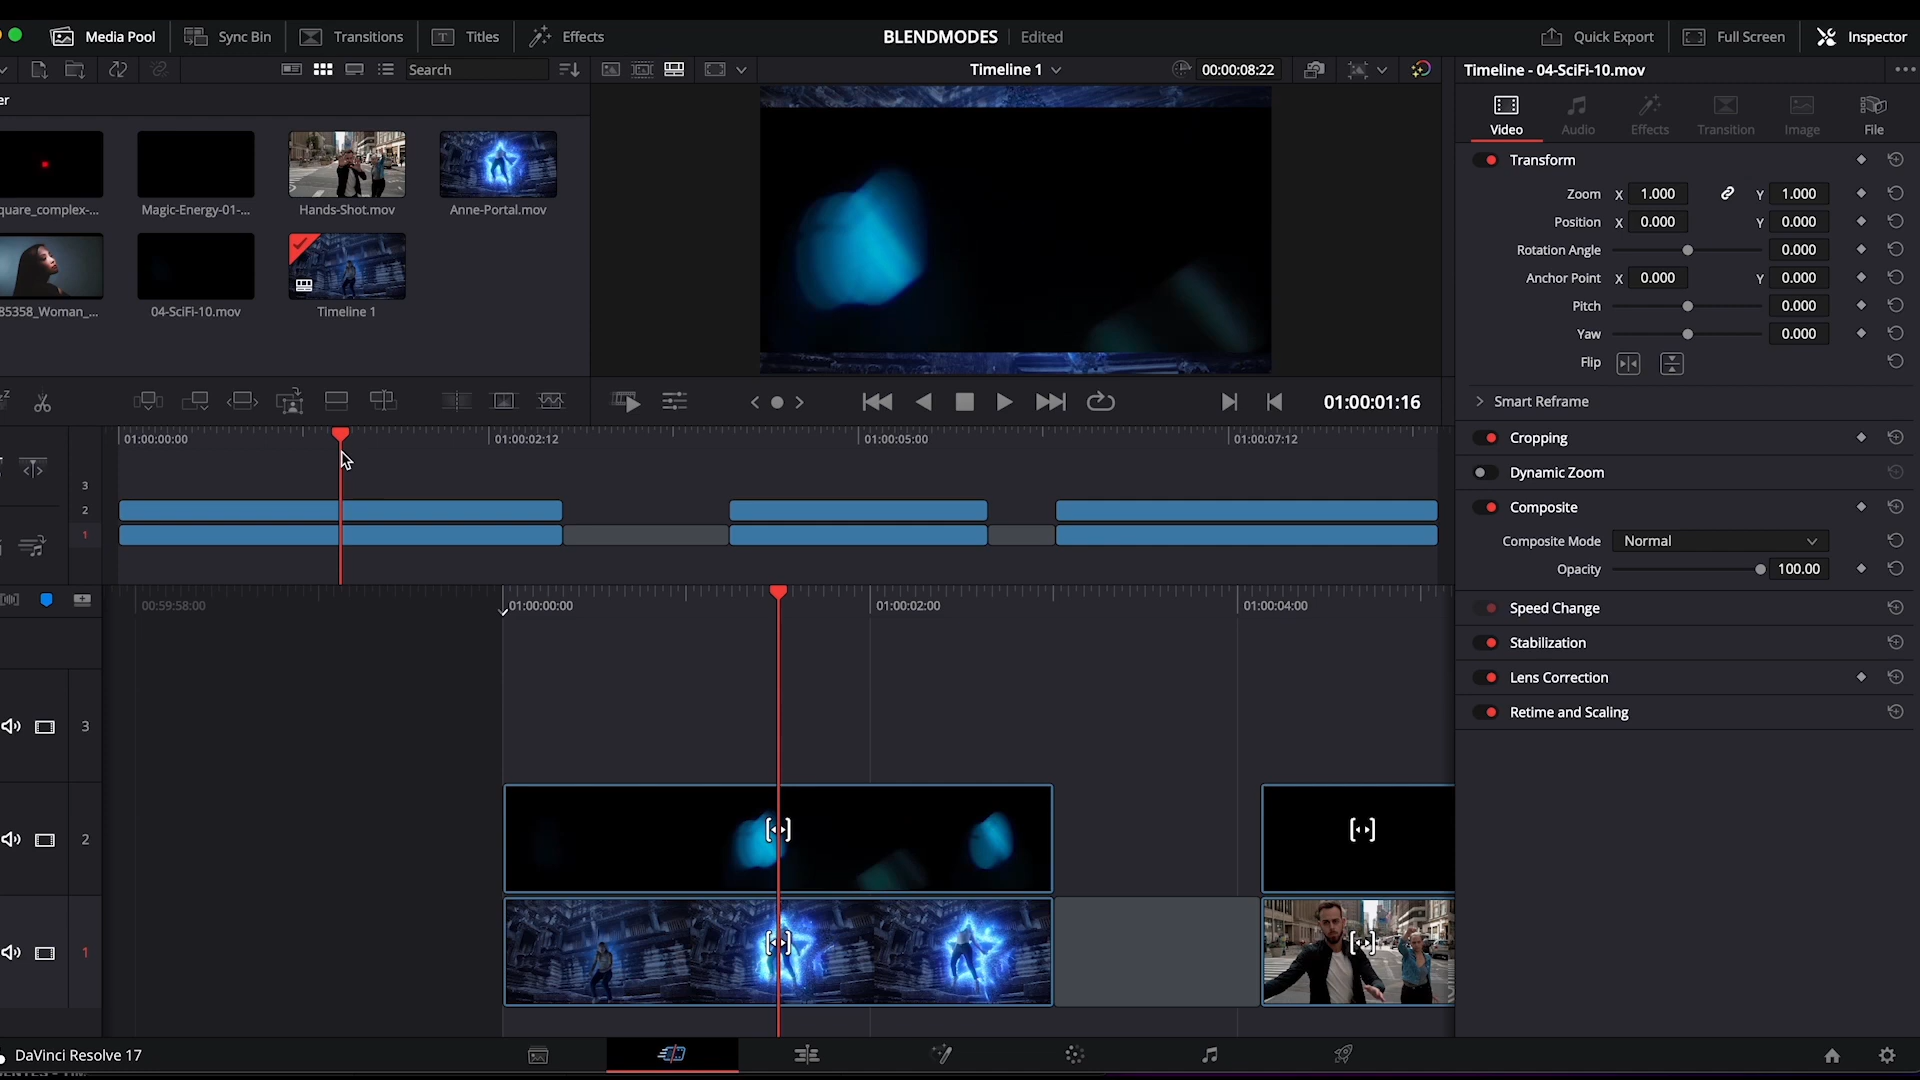 Media Pool Sync Bin Transitions Titles Effects BLENDMODES Edited Quick Export Full Screen Inspector
Search Timeline 1 00:00:08:22 Timeline - 04-SciFi-10.mov
er
Video Audio Effects Transition Image File
quare_complex-... Magic-Energy-01-... Hands-Shot.mov Anne-Portal.mov
85358_Woman_... 04-SciFi-10.mov Timeline 1
Transform
Zoom X 1.000 Y 1.000
Position X 0.000 Y 0.000
Rotation Angle 0.000
Anchor Point X 0.000 Y 0.000
Pitch 0.000
Yaw 0.000
Flip
Smart Reframe
Cropping
Dynamic Zoom
Composite
Composite Mode Normal
Opacity 100.00
Speed Change
Stabilization
Lens Correction
Retime and Scaling
01:00:01:16
01:00:00:00 01:00:02:12 01:00:05:00 01:00:07:12
3
2
1
00:59:58:00 01:00:00:00 01:00:02:00 01:00:04:00
3
2
1
DaVinci Resolve 17